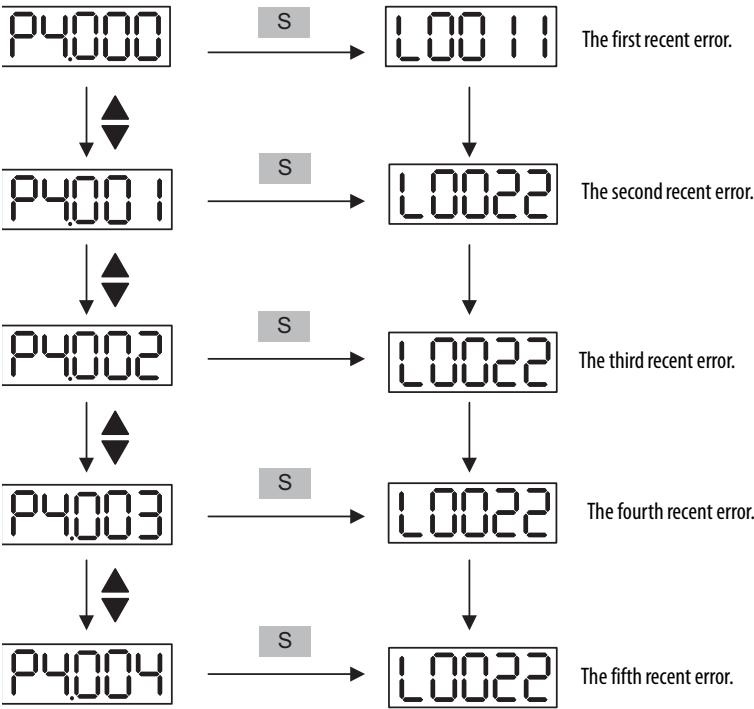 P4.000 S L0011 The first recent error.
P4.001 S L0022 The second recent error.
P4.002 S L0022 The third recent error.
P4.003 S L0022 The fourth recent error.
P4.004 S L0022 The fifth recent error.